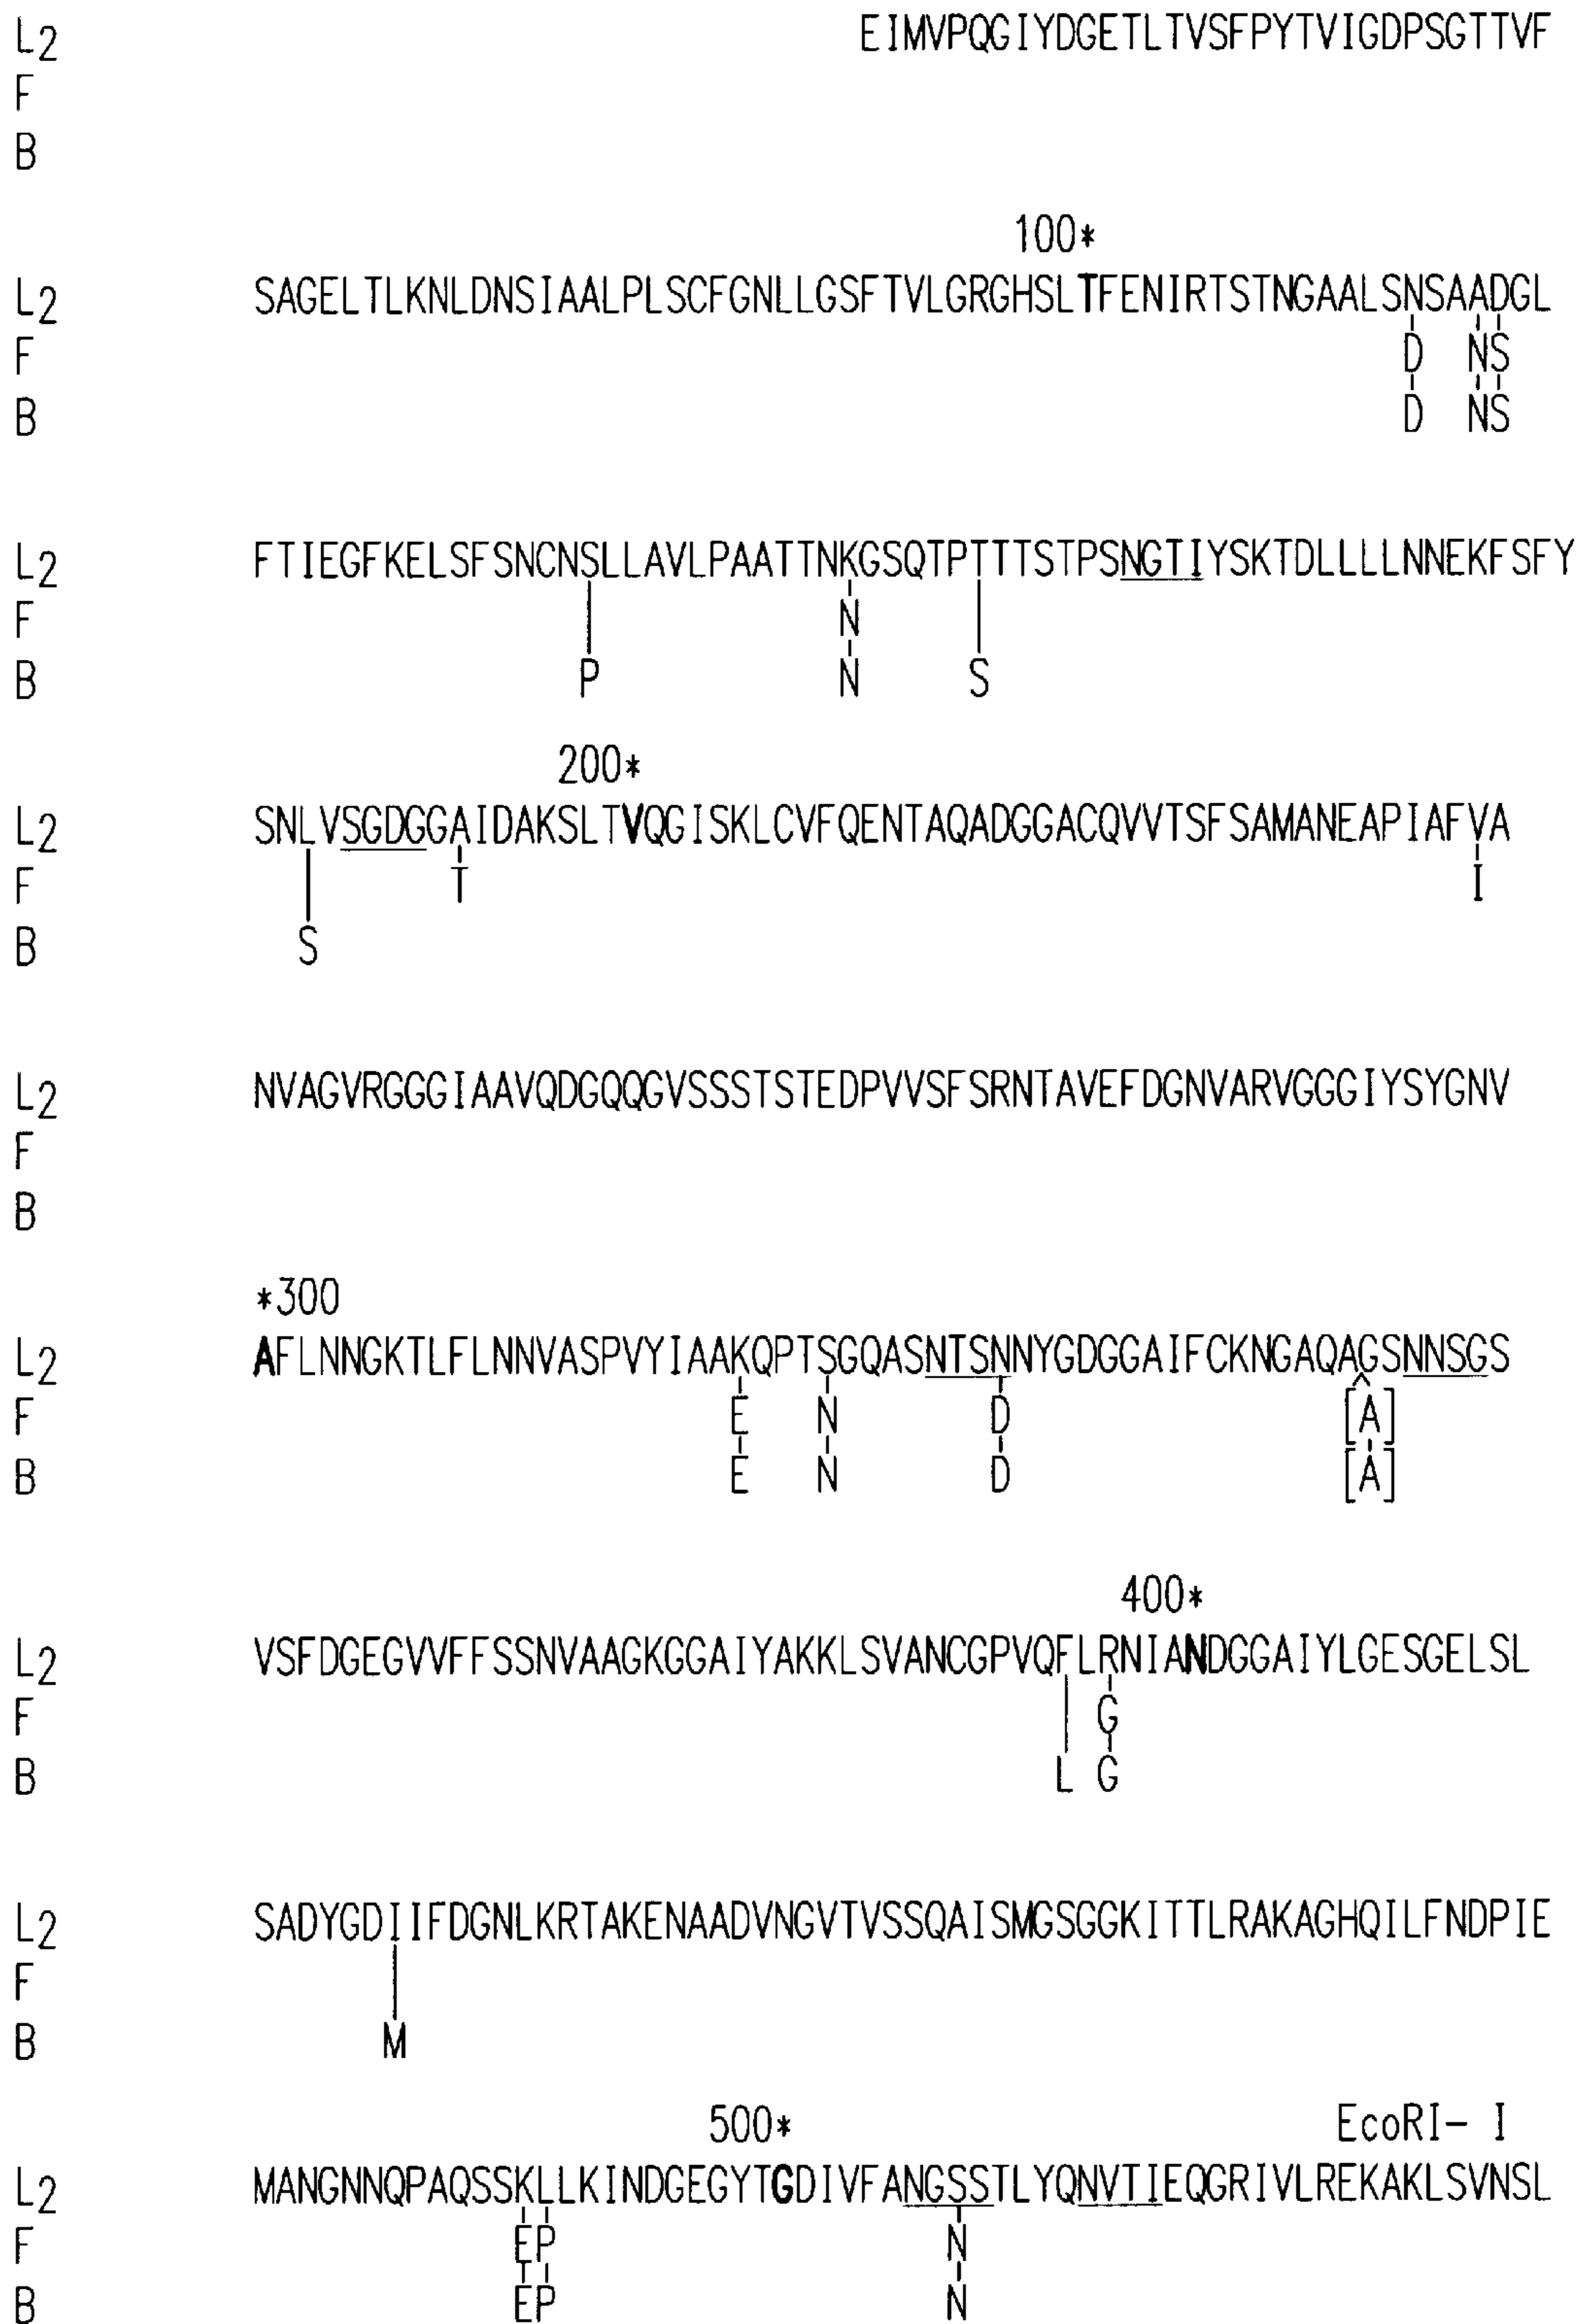 L2 EIMVPQGIYDGETLTVSFPYTVIGDPSGTTVF
F
B
100*
L2 SAGELTLKNLDNSIAALPLSCFGNLLGSFTVLGRGHSLTFENIRTSTNGAALSNSAADGL
F D NS
B D NS
L2 FTIEGFKELSFSNCNSLLAVLPAATTNKGSQTPTTTSTPSNGTIYSKTDLLLLNNEKFSFY
F N
B P N S
200*
L2 SNLVSGDGGAIDAKSLTVQGISKLCVFQENTAQADGGACQVVTSFSAMANEAPIAFVA
F T I
B S
L2 NVAGVRGGGIAAVQDGQQGVSSSTSTEDPVVSFSRNTAVEFDGNVARVGGGIYSYGNV
F
B
*300
L2 AFLNNGKTLFLNNVASPVYIAAKQPTSGQASNTSNNYGDGGAIFCKNGAQAGSNNSGS
F E N D [A]
B E N D [A]
400*
L2 VSFDGEGVVFFSSNVAAGKGGAIYAKKLSVANCGPVQFLRNIANDGGAIYLGESGELSL
F G
B L G
L2 SADYGDIIFDGNLKRTAKENAADVNGVTVSSQAISMGSGGKITTLRAKAGHQILFNDPIE
F
B M
500* EcoRI- I
L2 MANGNNQPAQSSKLLKINDGEGYTGDIVFANGSSTLYQNVTIEQGRIVLREKAKLSVNSL
F EP N
B EP N